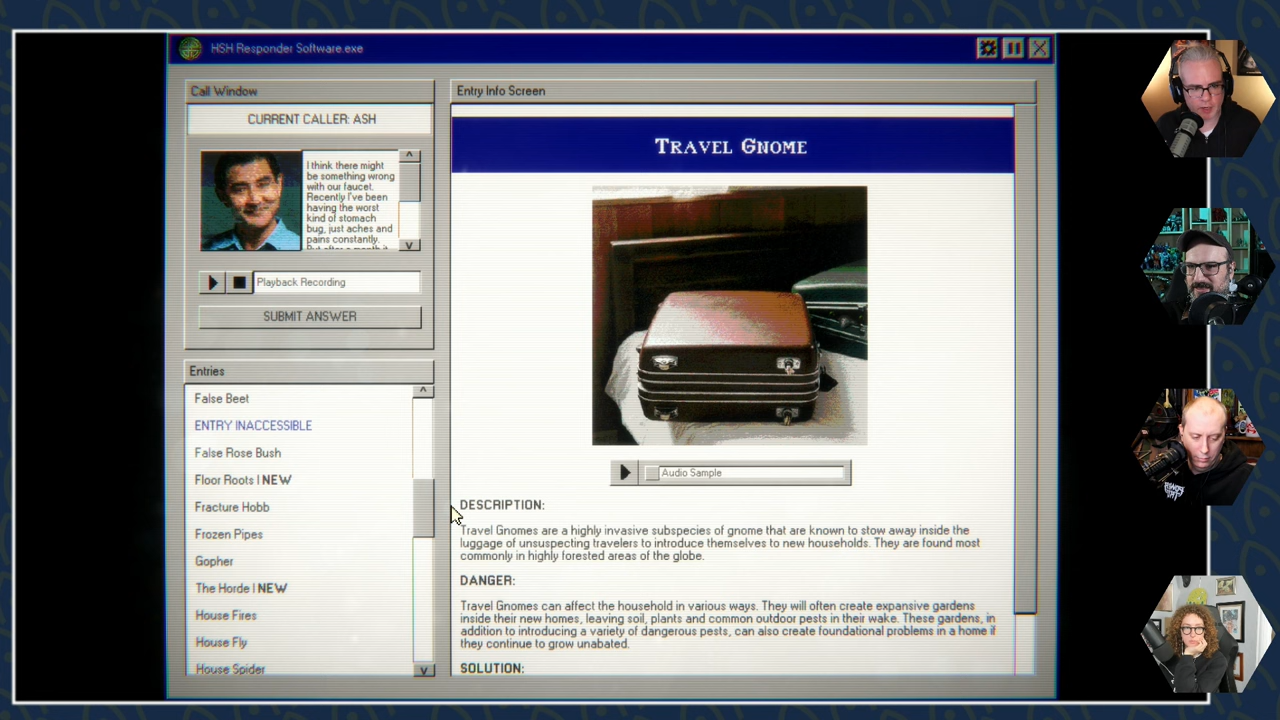 HSH Responder Software.exe
Call Window
CURRENT CALLER: ASH
I think there might
be something wrong
with our faucet.
Recently I've been
having the worst
kind of stomach
bug, just aches and
pains constantly.
But after a month it
Playback Recording
SUBMIT ANSWER
Entries
False Beet
ENTRY INACCESSIBLE
False Rose Bush
Floor Roots | NEW
Fracture Hobb
Frozen Pipes
Gopher
The Horde | NEW
House Fires
House Fly
House Spider
Entry Info Screen
TRAVEL GNOME
Audio Sample
DESCRIPTION:
Travel Gnomes are a highly invasive subspecies of gnome that are known to stow away inside the
luggage of unsuspecting travelers to introduce themselves to new households. They are found most
commonly in highly forested areas of the globe.
DANGER:
Travel Gnomes can affect the household in various ways. They will often create expansive gardens
inside their new homes, leaving soil, plants and common outdoor pests in their wake. These gardens, in
addition to introducing a variety of dangerous pests, can also create foundational problems in a home if
they continue to grow unabated.
SOLUTION: